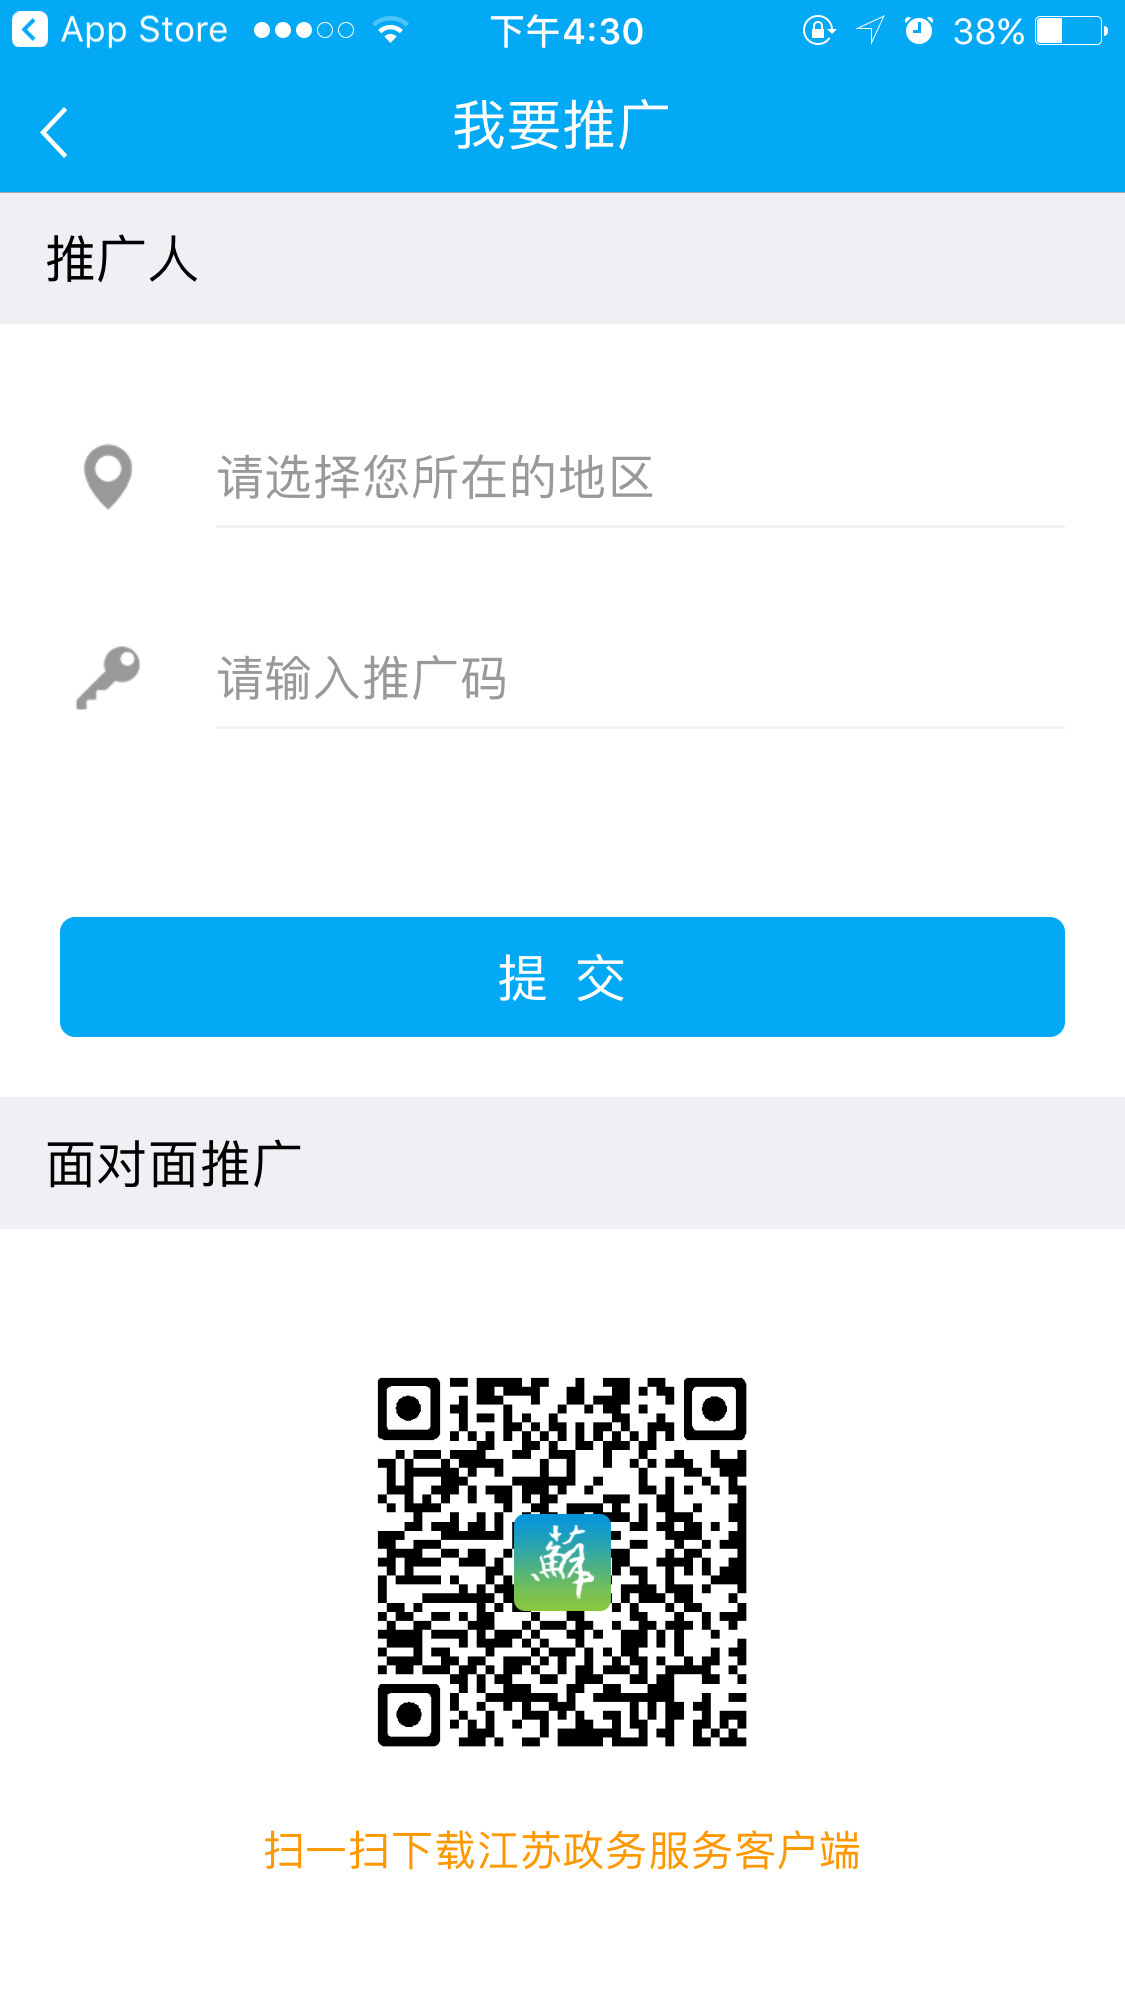 App Store 下午4:30 38%
我要推广
推广人
请选择您所在的地区
请输入推广码
提 交
面对面推广
蘇
扫一扫下载江苏政务服务客户端